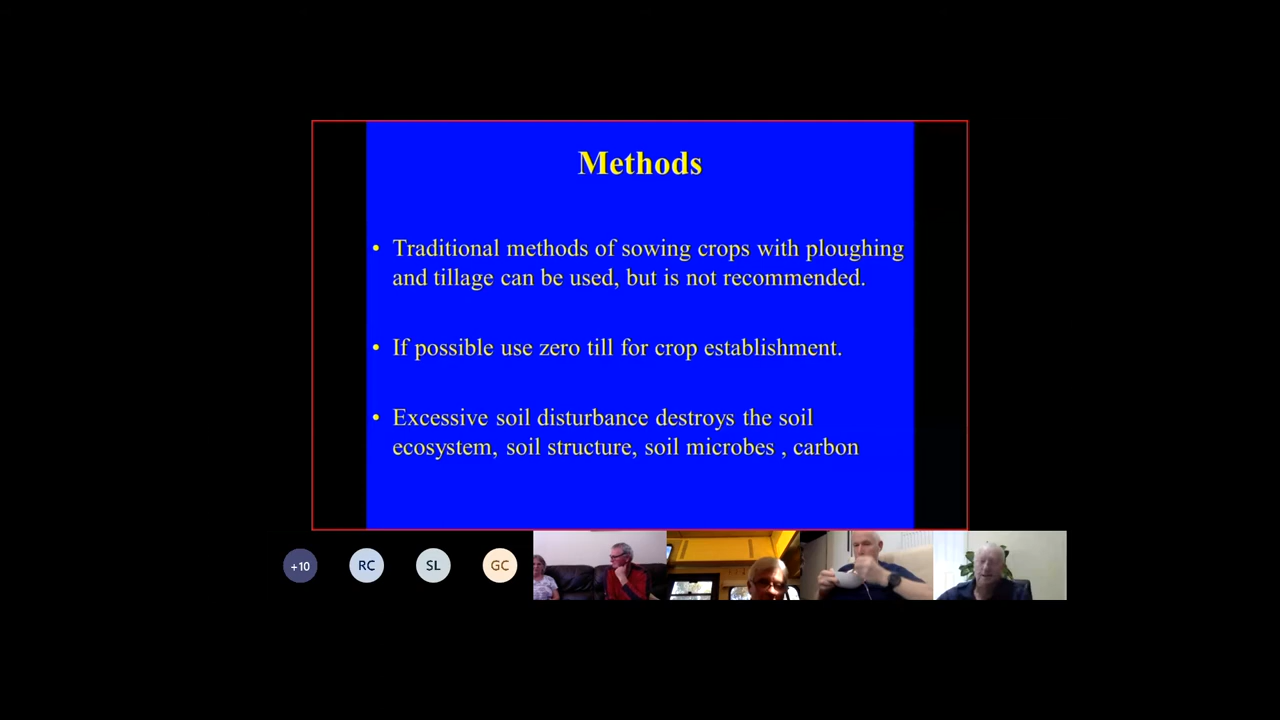 Methods
• Traditional methods of sowing crops with ploughing
and tillage can be used, but is not recommended.
• If possible use zero till for crop establishment.
• Excessive soil disturbance destroys the soil
ecosystem, soil structure, soil microbes , carbon
+10
RC
SL
GC